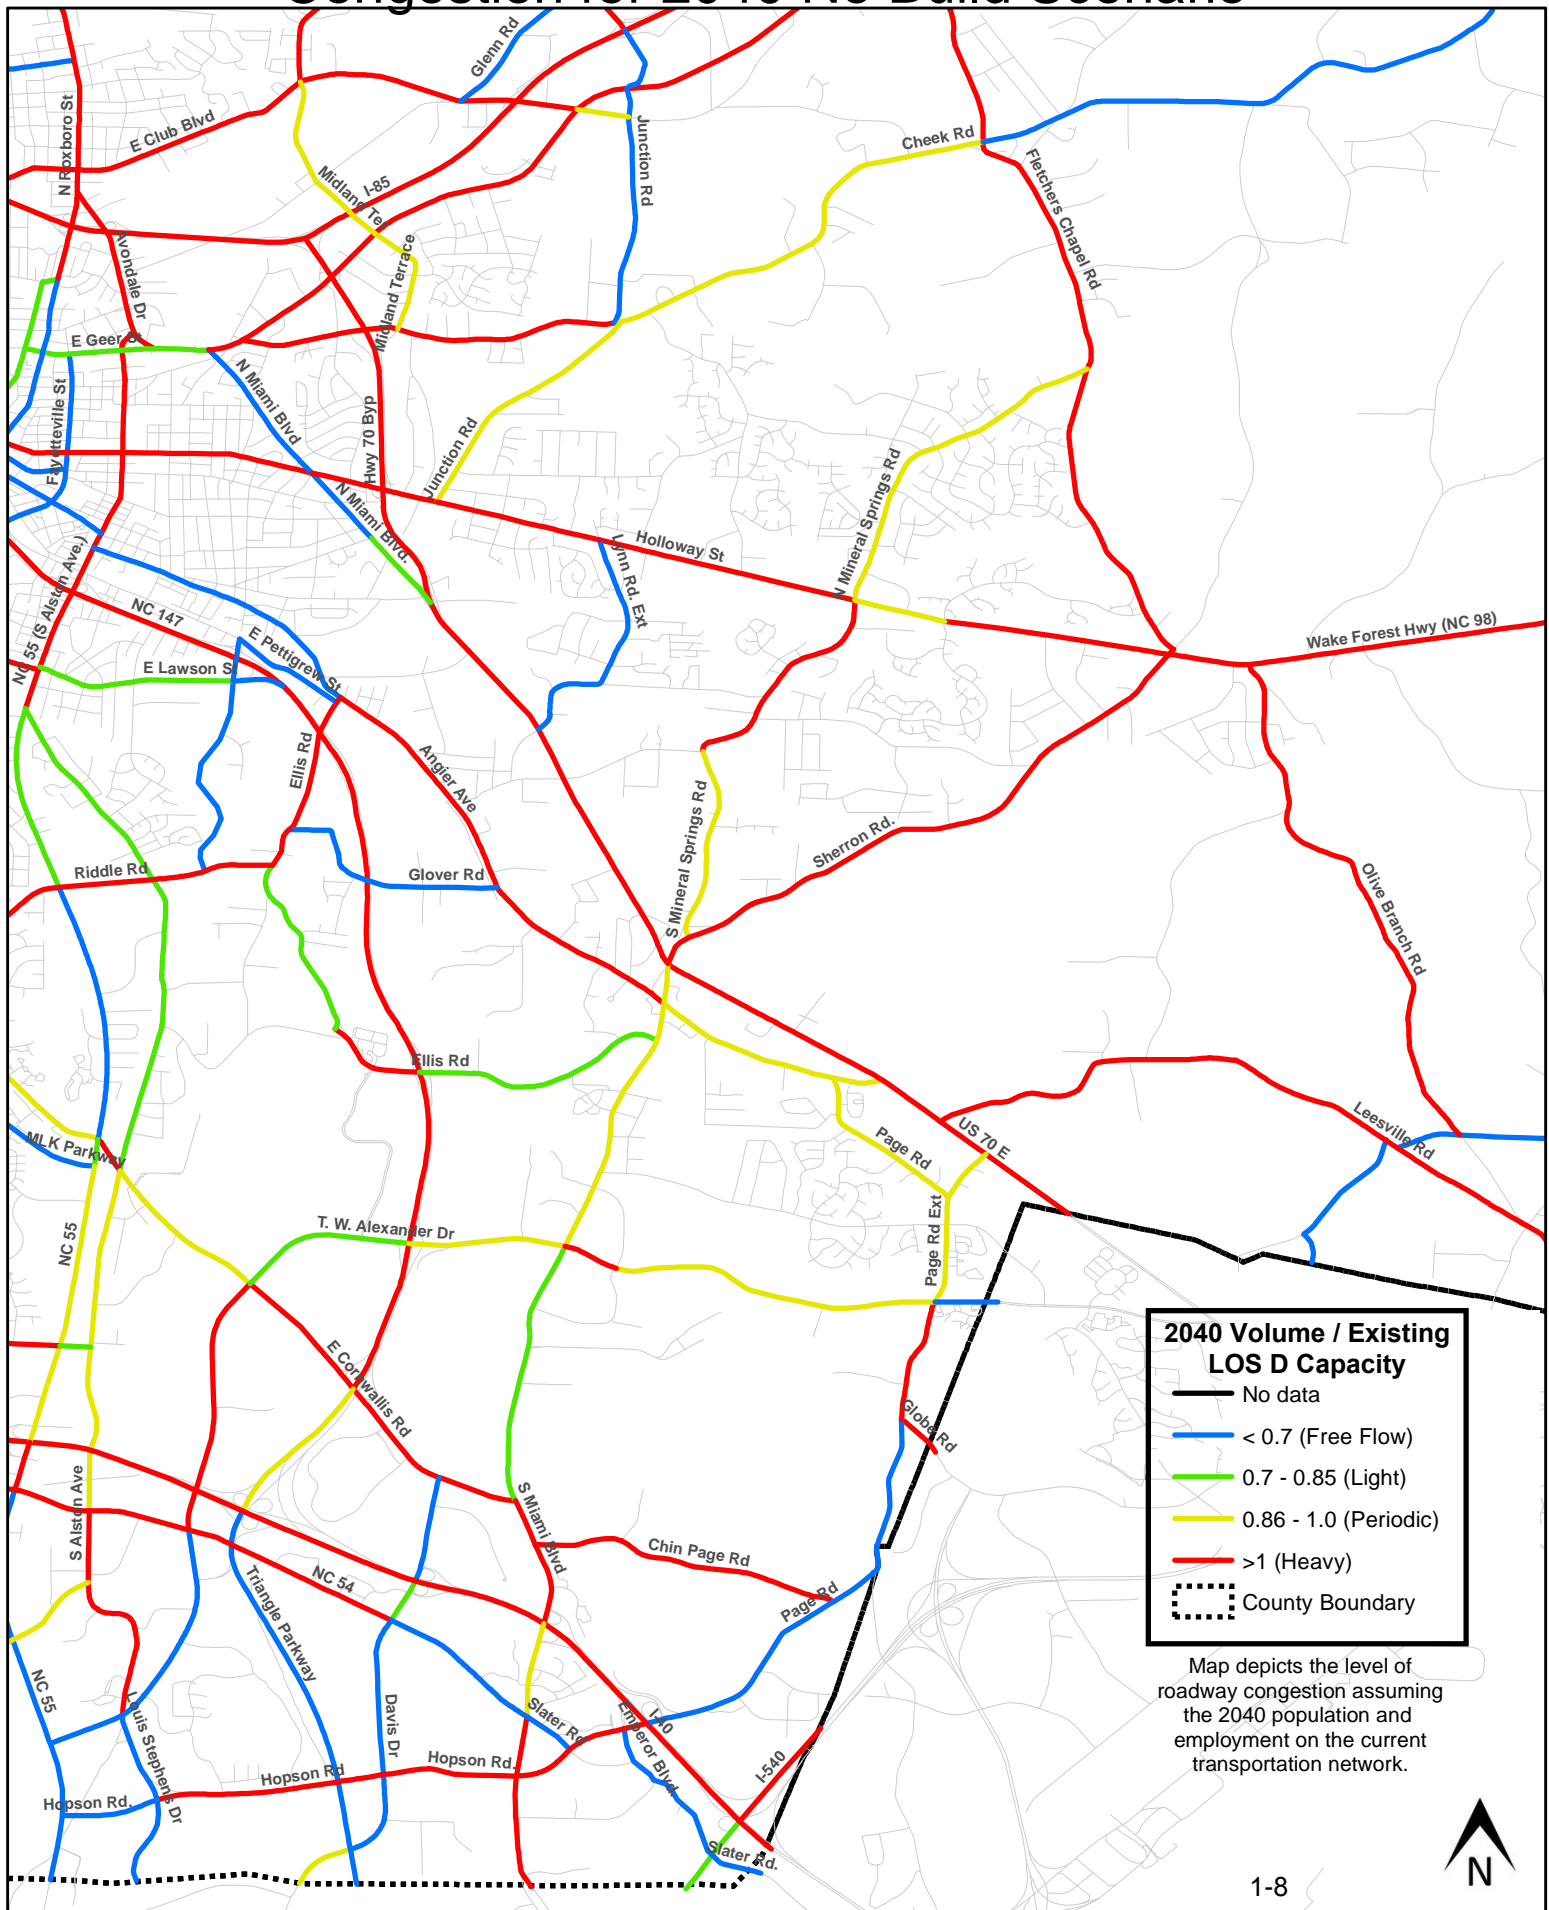 Congestion for 2040 No Build Scenario
Glenn Rd
N Roxboro St
E Club Blvd
Junction Rd
Cheek Rd
Fletchers Chapel Rd
I-85
Midland Ter
Avondale Dr
Midland Terrace
E Geer St
N Miami Blvd
Fayetteville St
Hwy 70 Byp
Junction Rd
N Mineral Springs Rd
N Miami Blvd.
Holloway St
Lynn Rd. Ext
NC 55 (S Alston Ave.)
NC 147
E Pettigrew St
E Lawson St
Wake Forest Hwy (NC 98)
Ellis Rd
Angier Ave
S Mineral Springs Rd
Sherron Rd.
Riddle Rd
Glover Rd
Olive Branch Rd
Ellis Rd
MLK Parkway
Page Rd
US 70 E
Leesville Rd
NC 55
T. W. Alexander Dr
Page Rd Ext
E Cornwallis Rd
Globe Rd
2040 Volume / Existing
LOS D Capacity
No data
< 0.7 (Free Flow)
0.7 - 0.85 (Light)
0.86 - 1.0 (Periodic)
>1 (Heavy)
County Boundary
S Alston Ave
S Miami Blvd
Chin Page Rd
NC 54
Triangle Parkway
Page Rd
Map depicts the level of
roadway congestion assuming
the 2040 population and
employment on the current
transportation network.
NC 55
Louis Stephens Dr
Davis Dr
Slater Rd
Emperor Blvd.
I-40
I-540
Hopson Rd
Hopson Rd.
Hopson Rd.
Slater Rd.
N
1-8